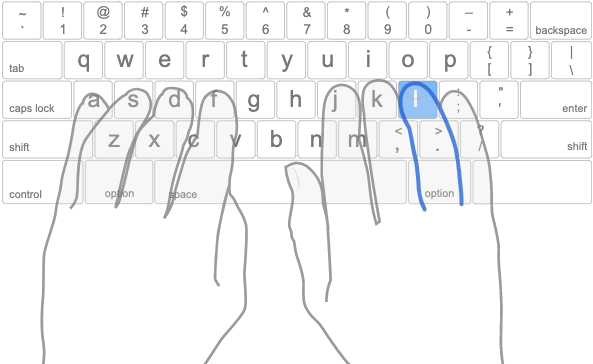 ~ ! @ # $ % ^ & * ( ) – +
` 1 2 3 4 5 6 7 8 9 0 - = backspace
tab q w e r t y u i o p { [ } ] | \
caps lock a s d f g h j k l : ; " ' enter
shift z x c v b n m < , > . ? / shift
control option space option